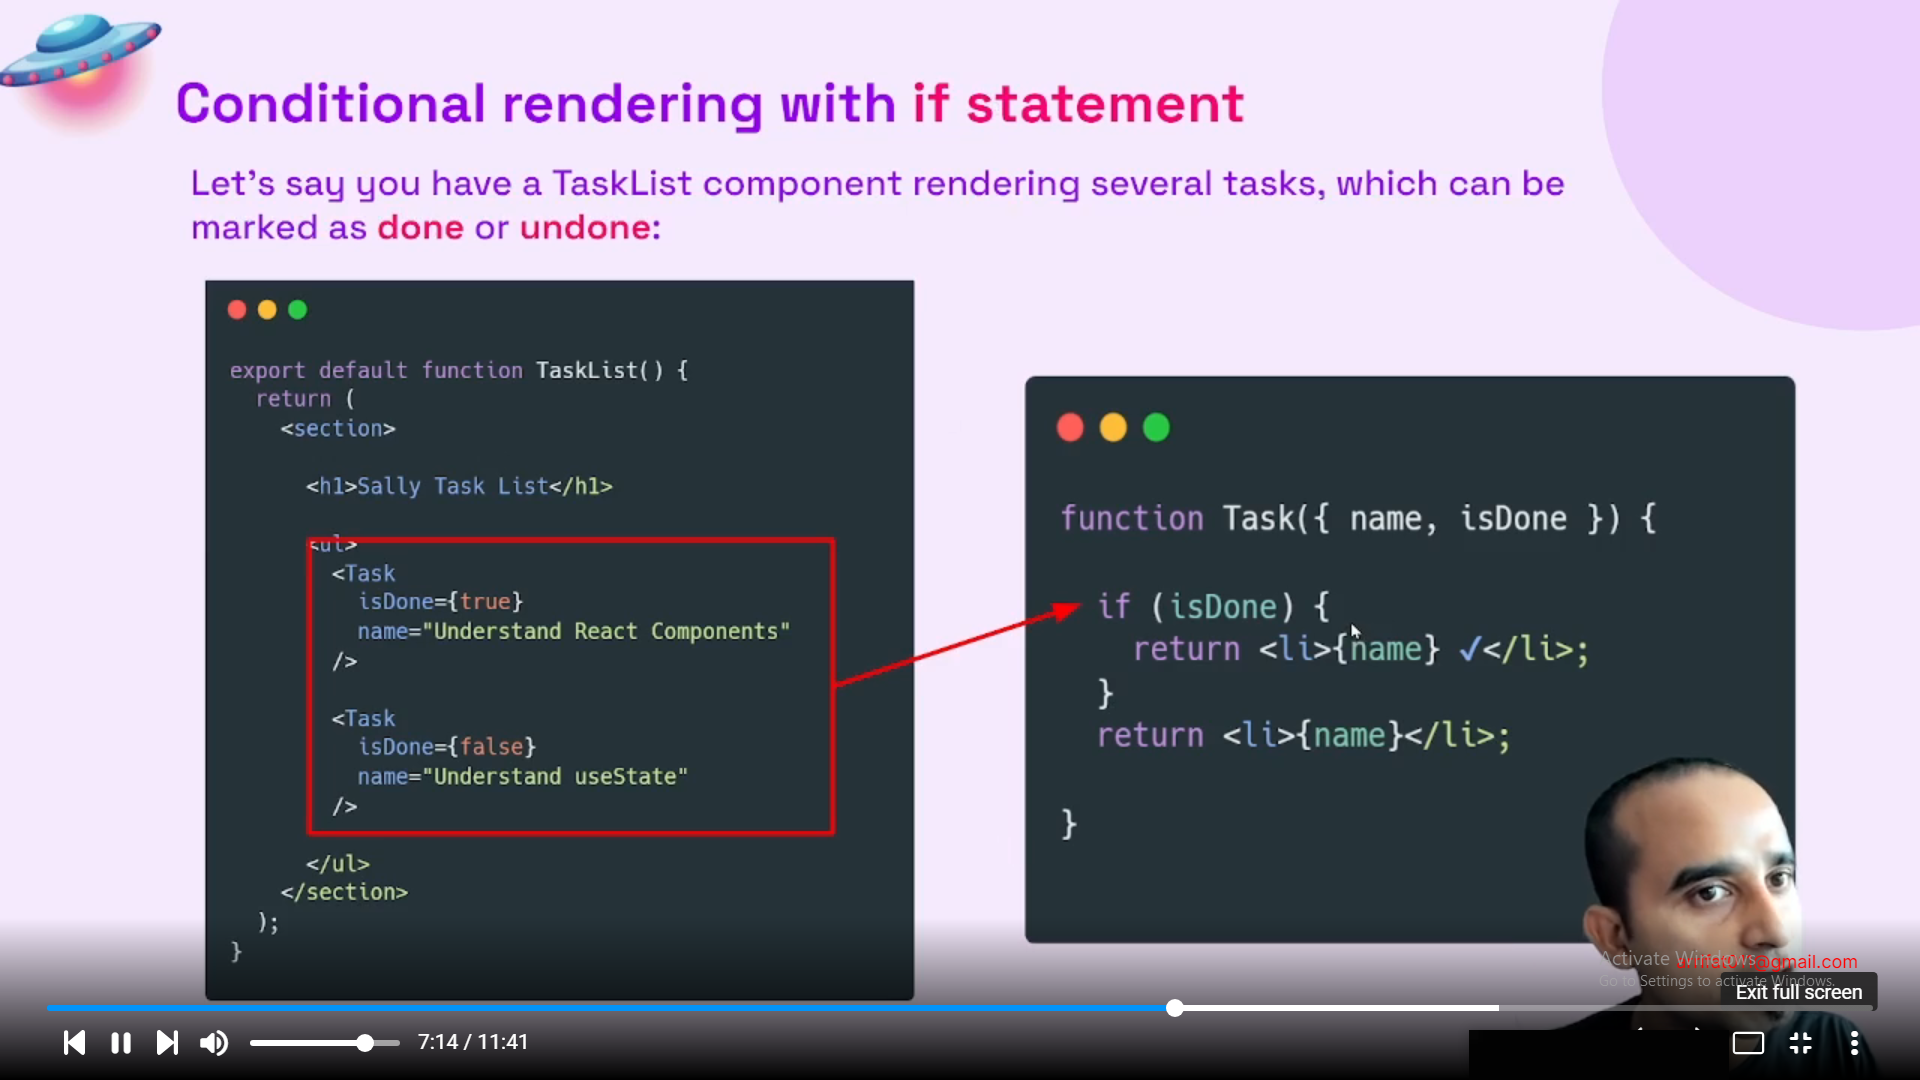 Conditional rendering with if statement
Let's say you have a TaskList component rendering several tasks, which can be
marked as done or undone:
export default function TaskList() {
return (
<section>
<h1>Sally Task List</h1>
<ul>
<Task
isDone={true}
name="Understand React Components"
/>
<Task
isDone={false}
name="Understand useState"
/>
</ul>
</section>
);
}
function Task({ name, isDone }) {
if (isDone) {
return <li>{name} ✓</li>;
}
return <li>{name}</li>;
}
Activate Windows
@gmail.com
Go to Settings to activate Windows.
Exit full screen
7:14 / 11:41